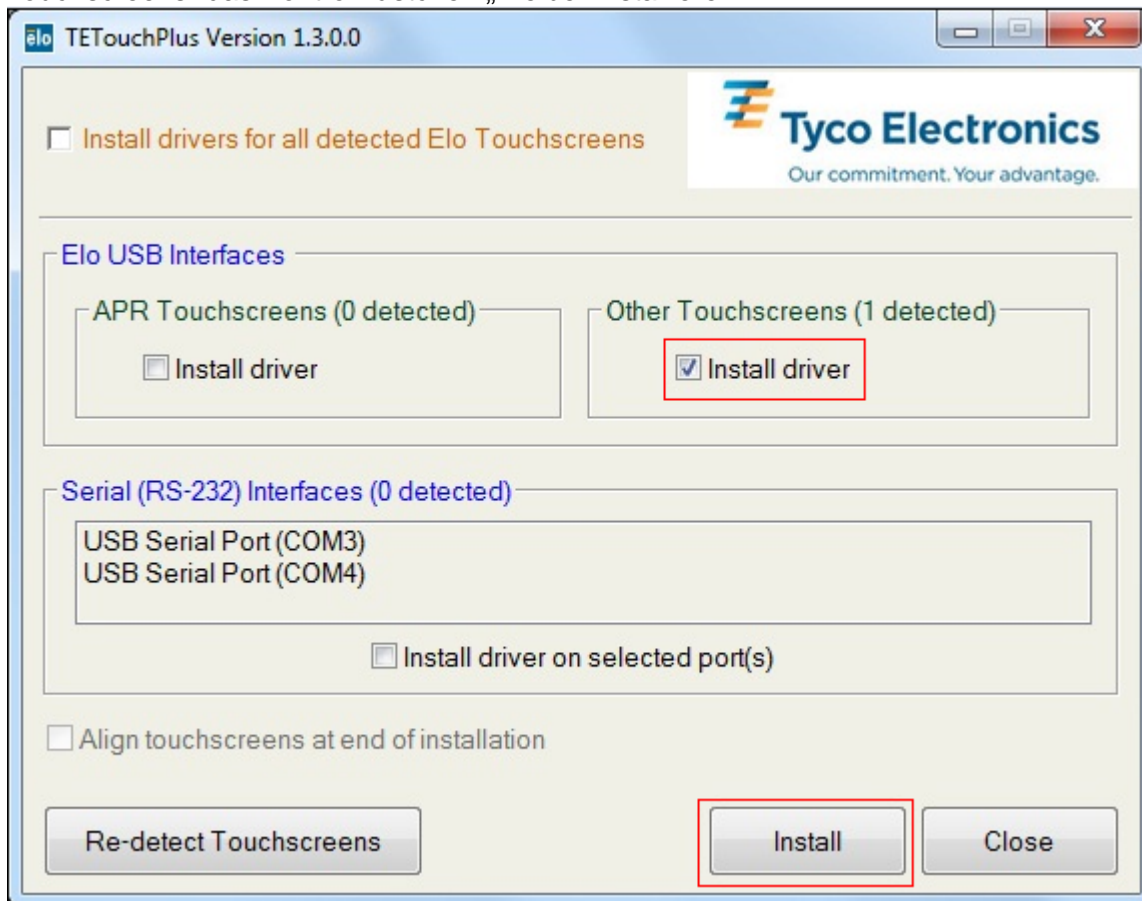 elo TETouchPlus Version 1.3.0.0
Install drivers for all detected Elo Touchscreens
Tyco Electronics
Our commitment. Your advantage.
Elo USB Interfaces
APR Touchscreens (0 detected)
Install driver
Other Touchscreens (1 detected)
Install driver
Serial (RS-232) Interfaces (0 detected)
USB Serial Port (COM3)
USB Serial Port (COM4)
Install driver on selected port(s)
Align touchscreens at end of installation
Re-detect Touchscreens
Install
Close